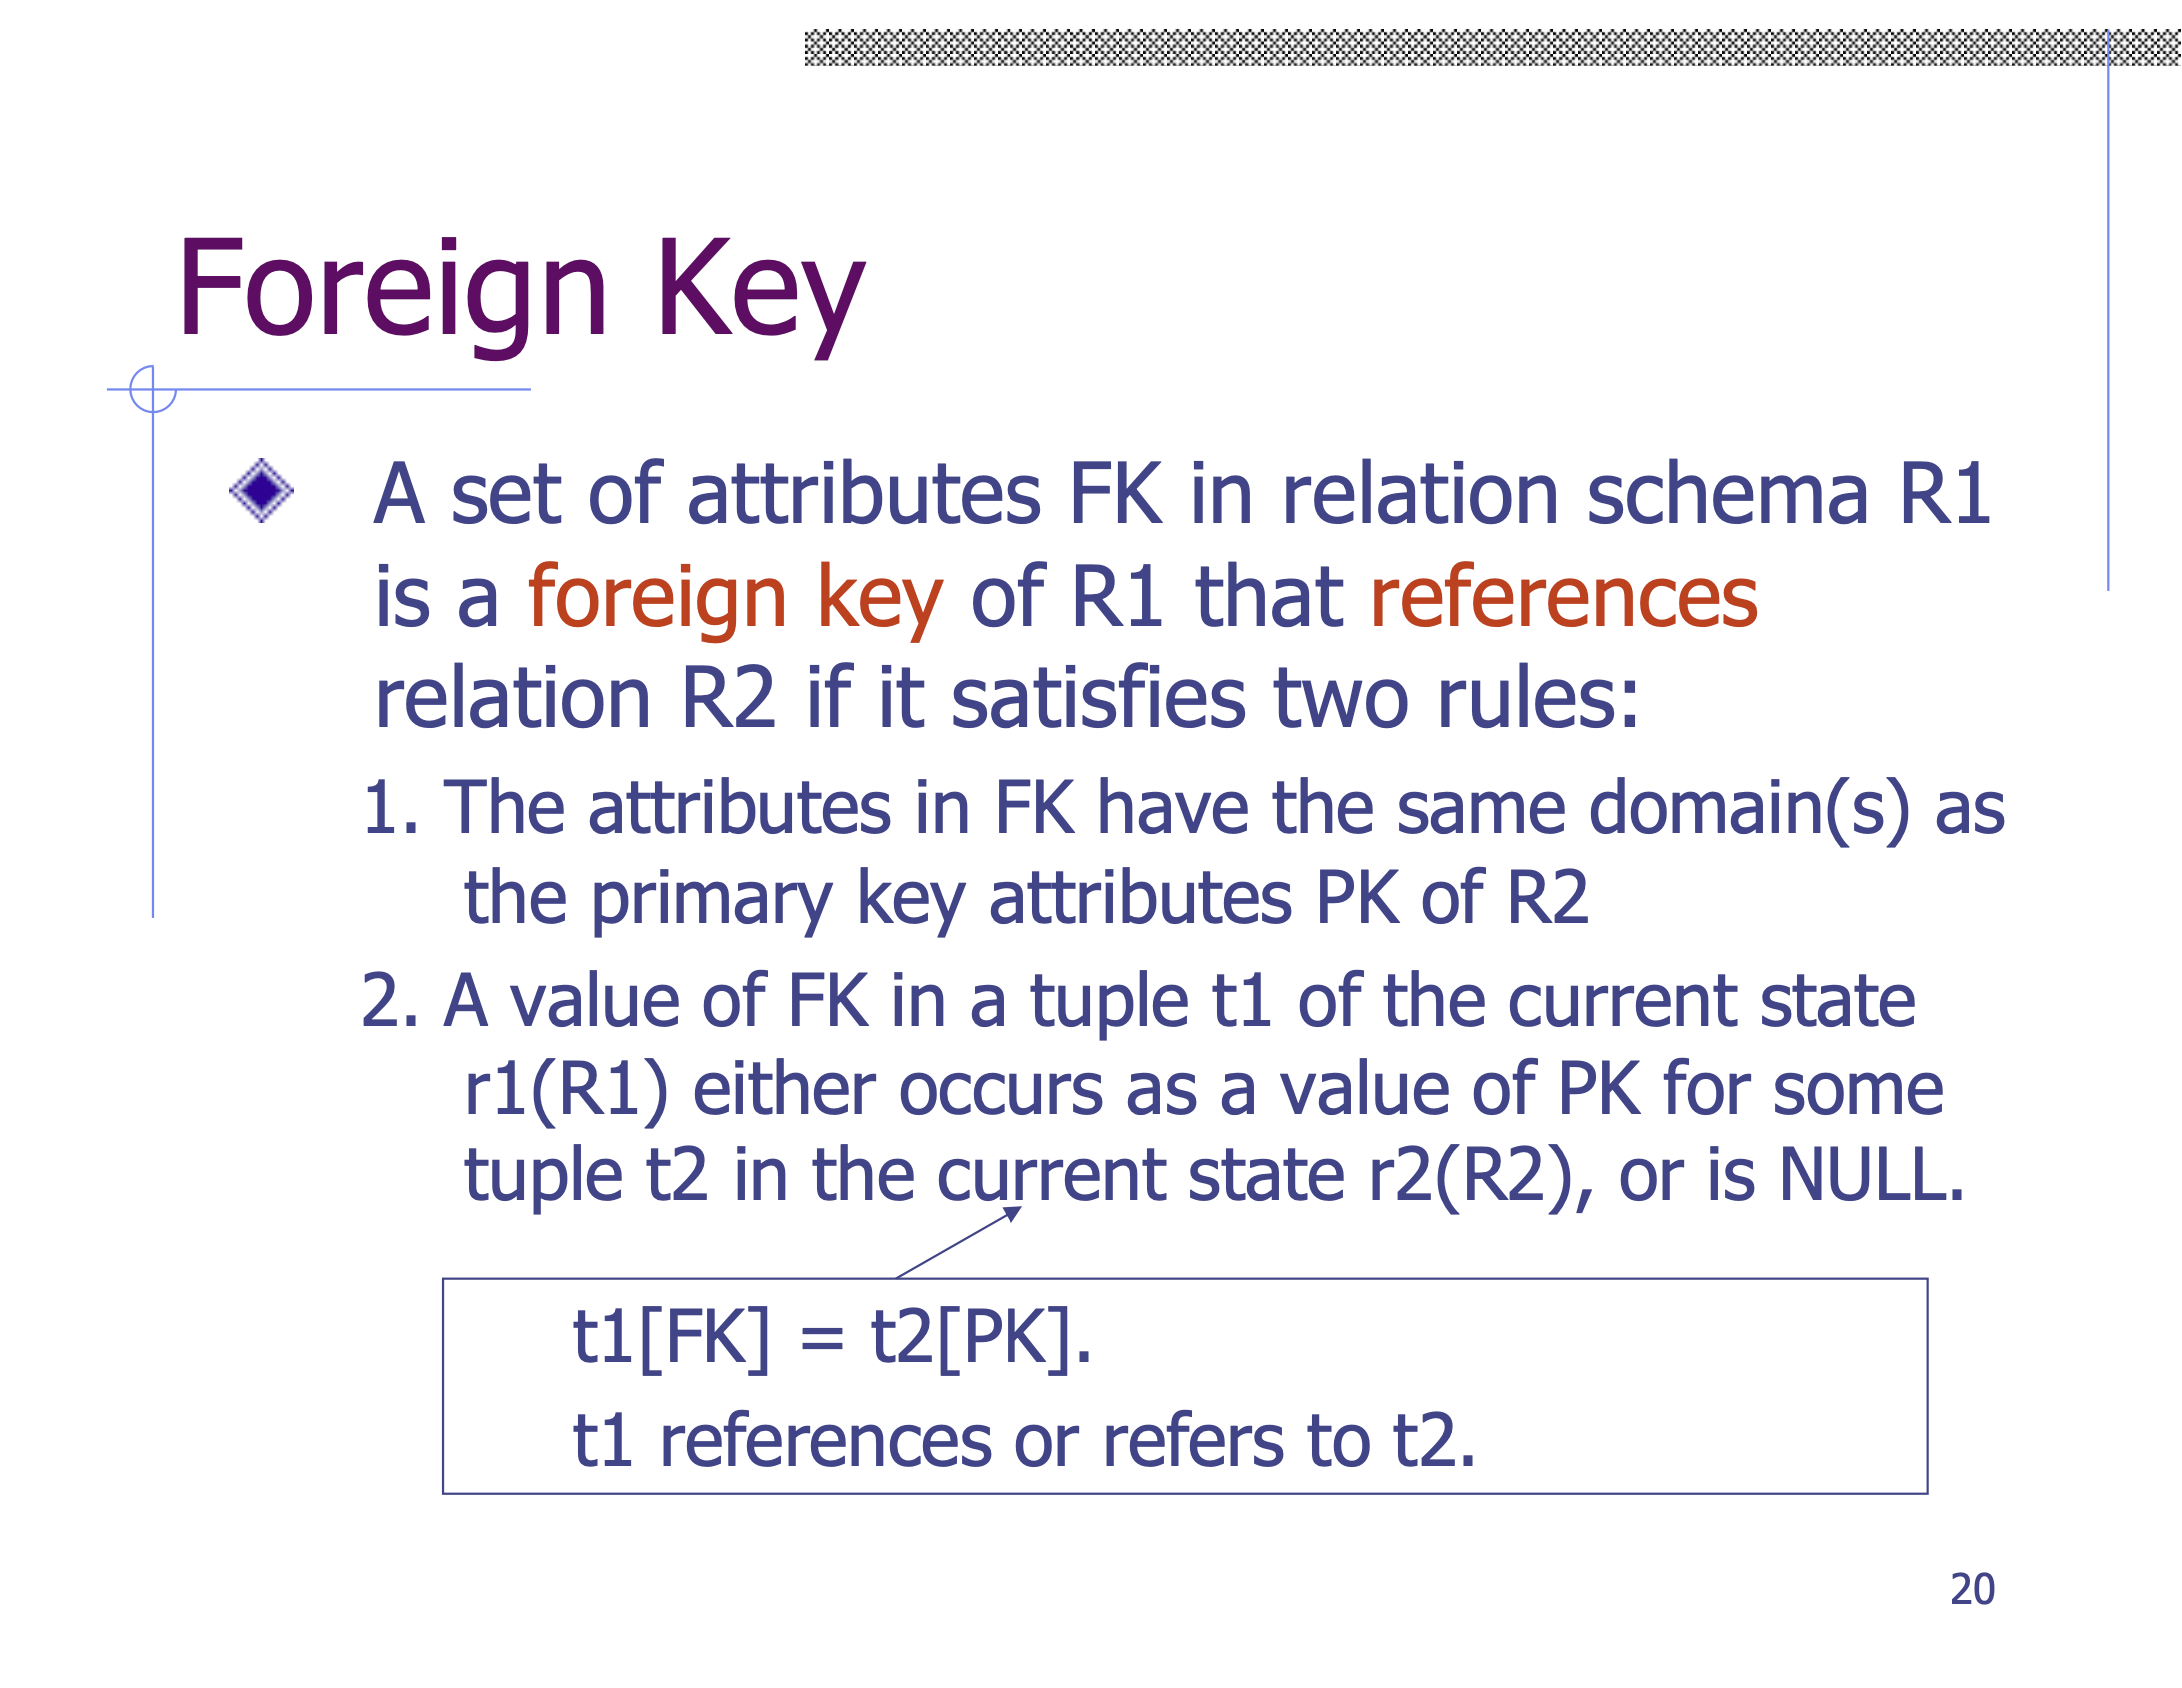 Foreign Key
A set of attributes FK in relation schema R1
is a foreign key of R1 that references
relation R2 if it satisfies two rules:
1. The attributes in FK have the same domain(s) as
the primary key attributes PK of R2
2. A value of FK in a tuple t1 of the current state
r1(R1) either occurs as a value of PK for some
tuple t2 in the current state r2(R2), or is NULL.
t1[FK] = t2[PK].
t1 references or refers to t2.
20